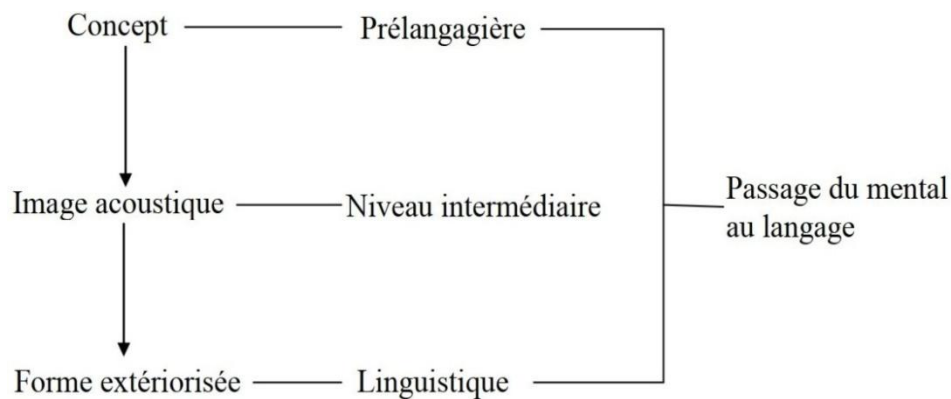 Concept
Prélangagière
Image acoustique
Niveau intermédiaire
Passage du mental
au langage
Forme extériorisée
Linguistique